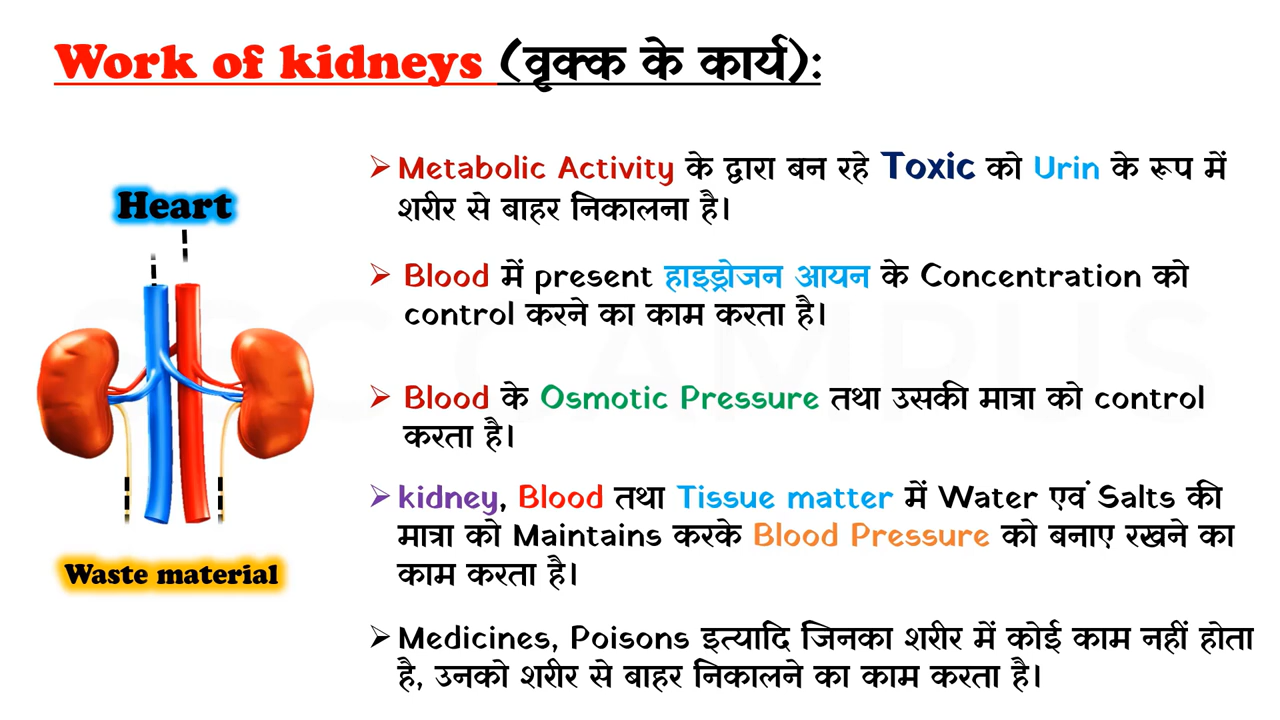 Work of kidneys (वृक्क के कार्य):
Heart
Waste material
➢ Metabolic Activity के द्वारा बन रहे Toxic को Urin के रूप में
शरीर से बाहर निकालना है।
➢ Blood में present हाइड्रोजन आयन के Concentration को
control करने का काम करता है।
➢ Blood के Osmotic Pressure तथा उसकी मात्रा को control
करता है।
➢ kidney, Blood तथा Tissue matter में Water एवं Salts की
मात्रा को Maintains करके Blood Pressure को बनाए रखने का
काम करता है।
➢ Medicines, Poisons इत्यादि जिनका शरीर में कोई काम नहीं होता
है, उनको शरीर से बाहर निकालने का काम करता है।